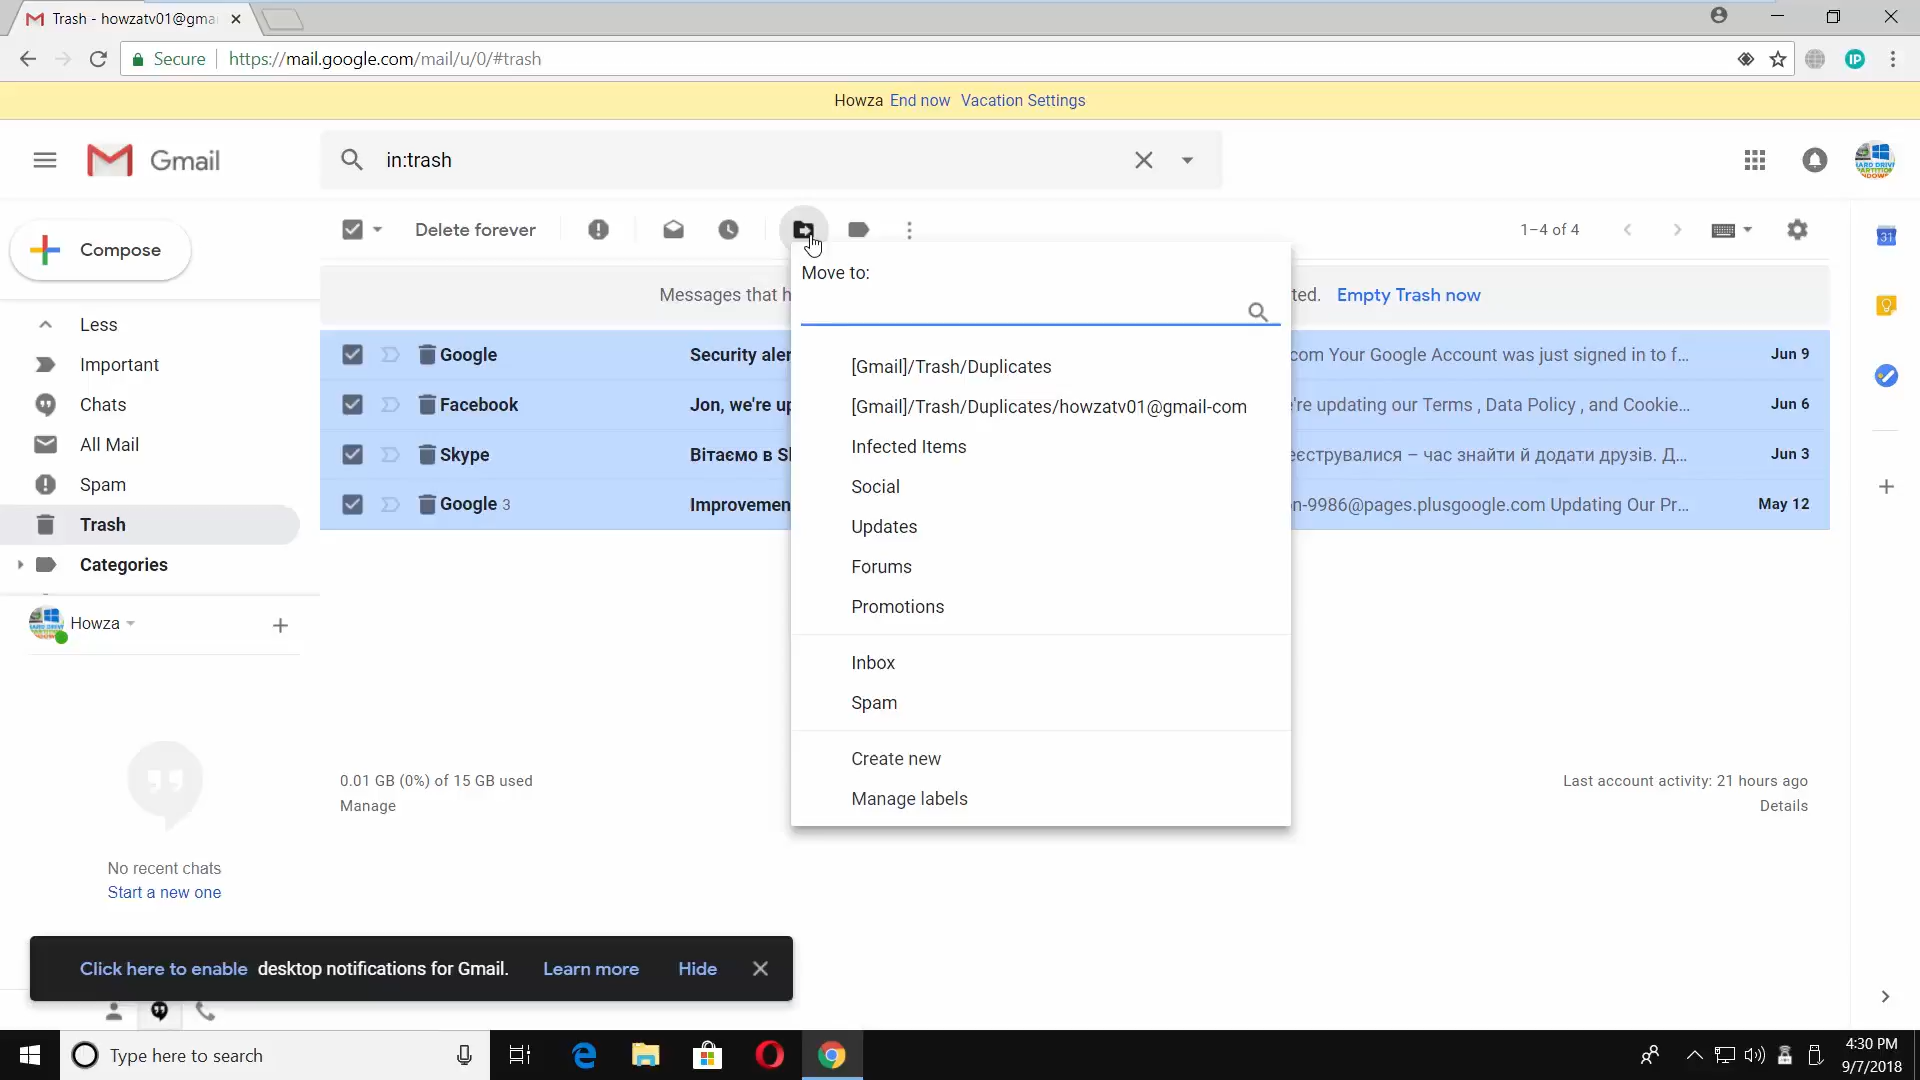 Trash - howzatv01@gma
Secure
https://mail.google.com/mail/u/0/#trash
IP
Howza End now Vacation Settings
Gmail
in:trash
Compose
Delete forever
1–4 of 4
31
Move to:
Messages that h
ted. Empty Trash now
Less
Important
Chats
All Mail
Spam
Trash
Categories
Google Security aler com Your Google Account was just signed in to f... Jun 9
Facebook Jon, we're up 're updating our Terms , Data Policy , and Cookie... Jun 6
Skype Вітаємо в Sl еєструвалися – час знайти й додати друзів. Д... Jun 3
Google 3 Improvemen n-9986@pages.plusgoogle.com Updating Our Pr... May 12
[Gmail]/Trash/Duplicates
[Gmail]/Trash/Duplicates/howzatv01@gmail-com
Infected Items
Social
Updates
Forums
Promotions
Inbox
Spam
Create new
Manage labels
Howza
0.01 GB (0%) of 15 GB used
Manage
Last account activity: 21 hours ago
Details
No recent chats
Start a new one
Click here to enable desktop notifications for Gmail. Learn more Hide
Type here to search
4:30 PM
9/7/2018